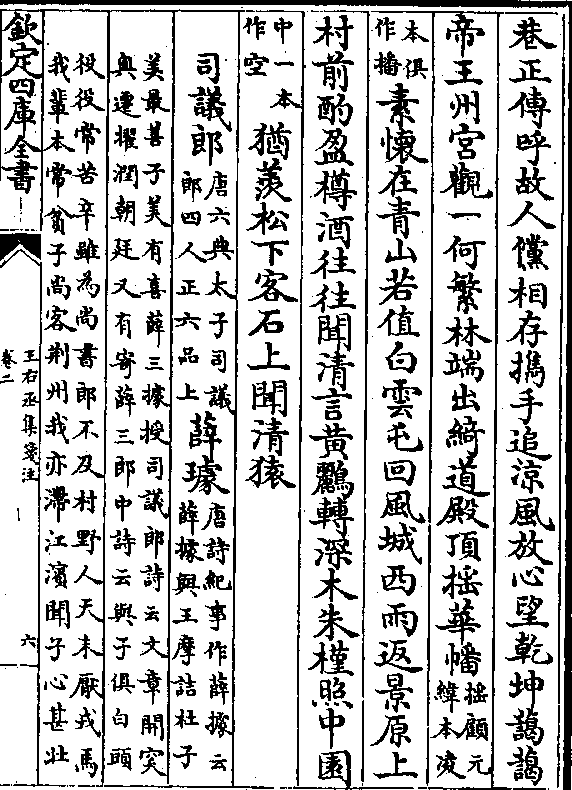 巷正傳呼故人儻相存擕手追涼風放心望乾坤藹藹
帝王州宮觀一何繁林端出綺道殿頂揺華幡揺顧元緯本凌
本俱作播素懷在青山若值白雲屯回風城西雨返景原上
村前酌盈樽酒往往聞清言黄鸝轉深木朱槿照中園
中一本作空猶羨松下客石上聞清猿
司議郎唐六典太子司議郎四人正六品上薛璩唐詩紀事作薛據云薛據與王摩詰杜子
美最善子美有喜薛三據授司議郎詩云文章開突
奥遷擢潤朝廷又有寄薛三郎中詩云與子俱白頭
役役常苦辛雖為尚書郎不及村野人天未厭戎馬
我輩本常貧子尚客荆州我亦滯江濱聞子心甚壯
欽定四庫全書
王右丞集箋注
卷二
六